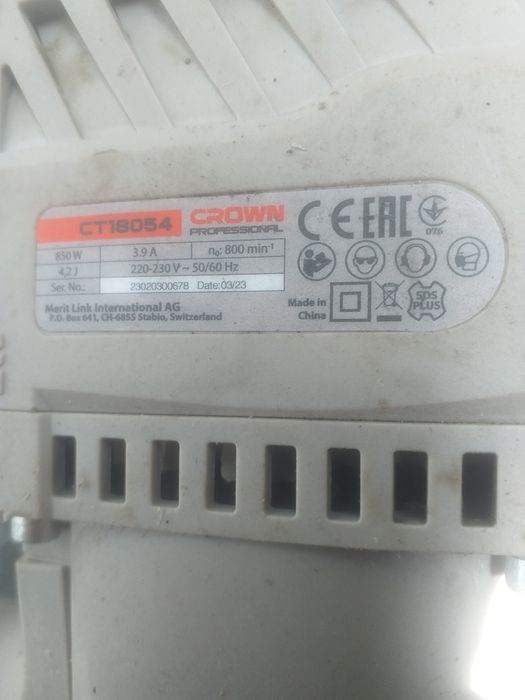 CT18054 CROWN
PROFESSIONAL
850 W 3.9 A n₀: 800 min⁻¹
4,2 J 220-230 V ~ 50/60 Hz
Ser. No.: 23020300678 Date: 03/23
Merit Link International AG
P.O. Box 641, CH-6855 Stabio, Switzerland
CE EAC
076
Made in
China
SDS
PLUS